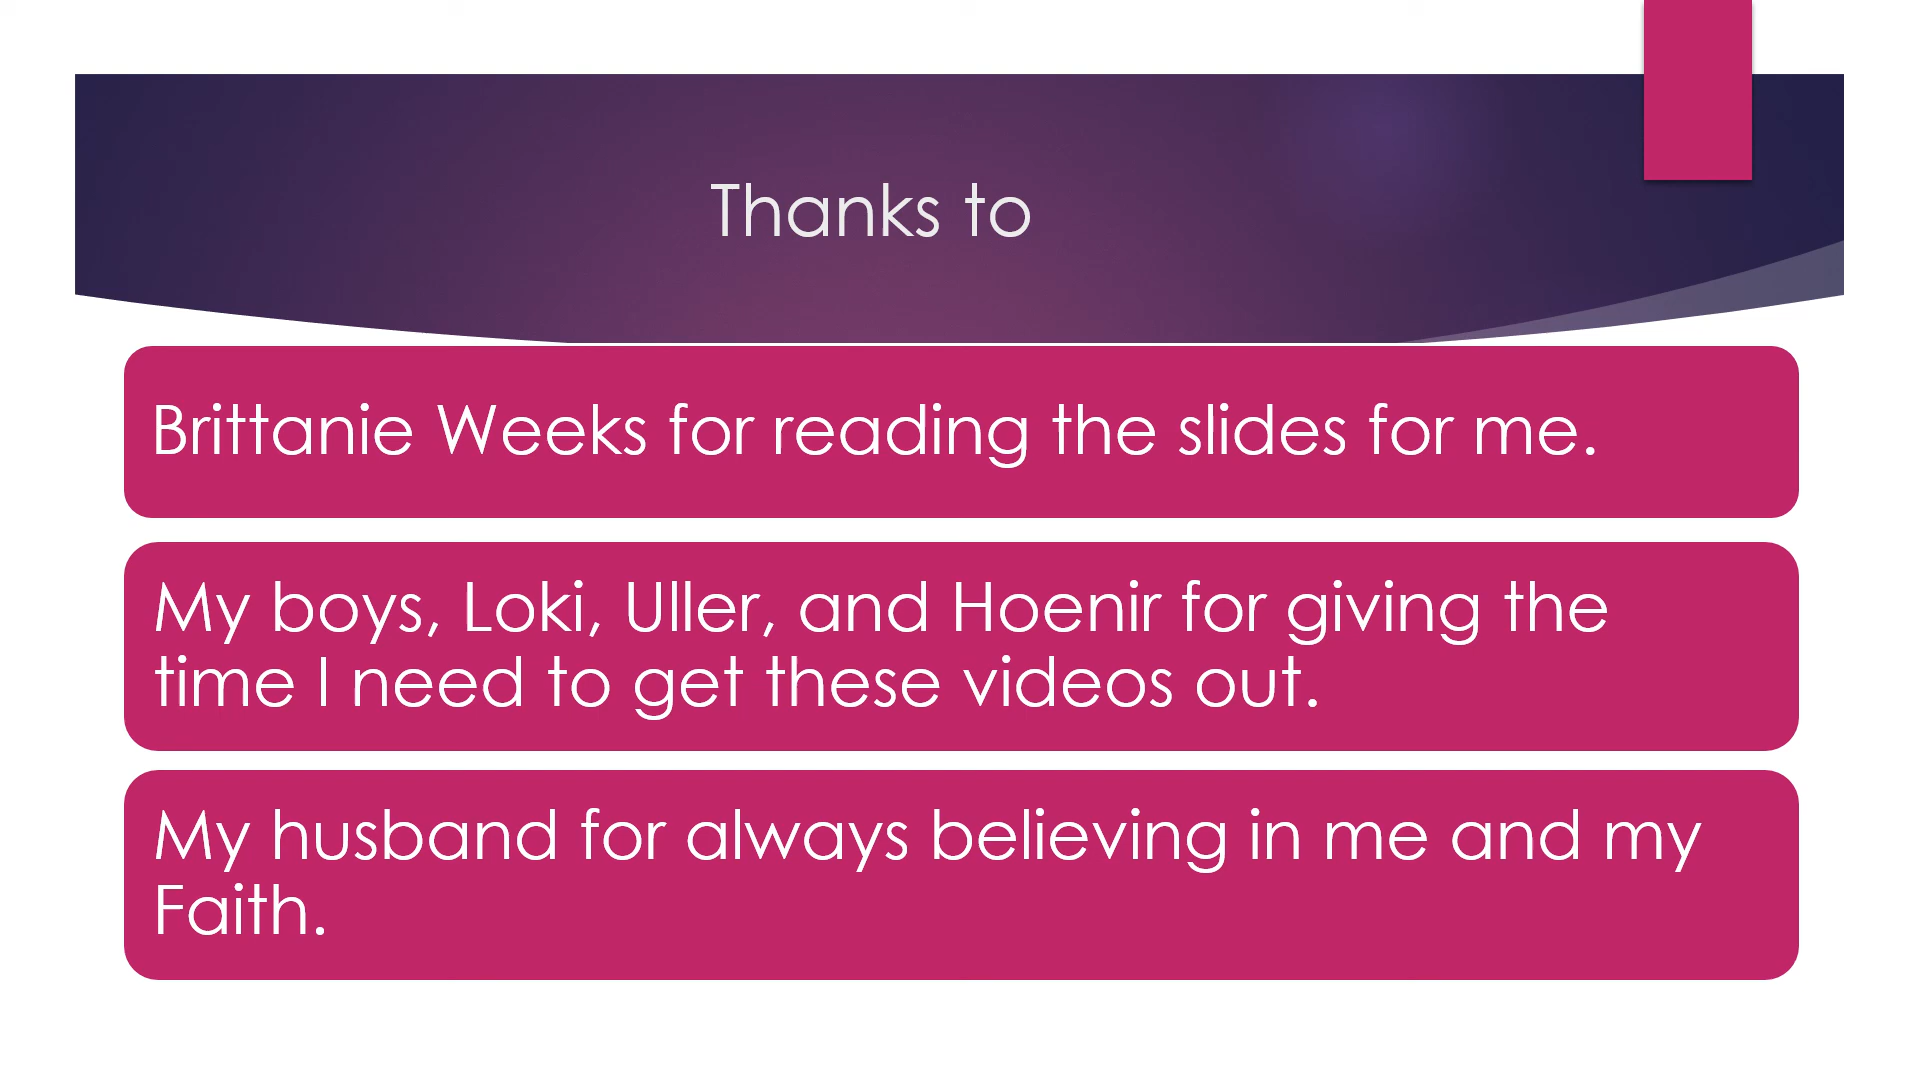 Thanks to
Brittanie Weeks for reading the slides for me.
My boys, Loki, Uller, and Hoenir for giving the
time I need to get these videos out.
My husband for always believing in me and my
Faith.